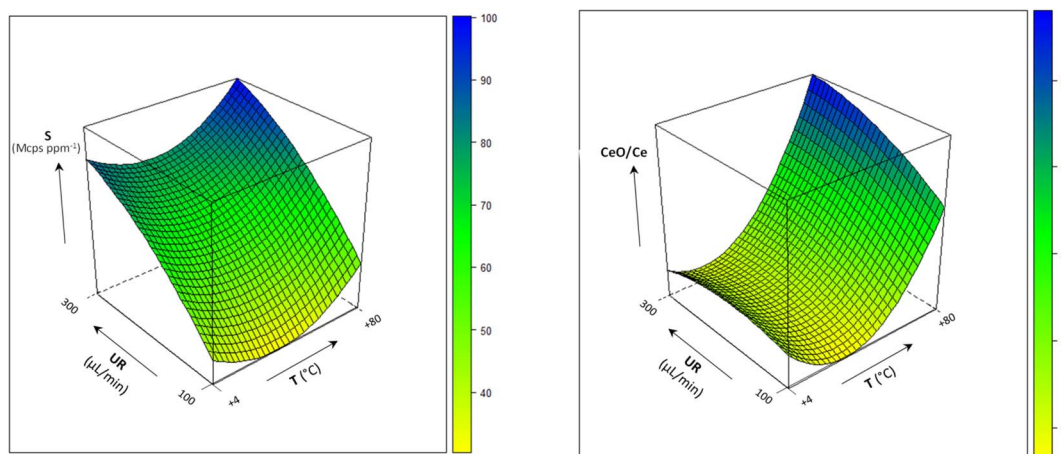 100
90
80
70
60
50
40
S
(Mcps ppm⁻¹)
300
UR
(µL/min)
100
+4
T (°C)
+80
CeO/Ce
300
UR
(µL/min)
100
+4
T (°C)
+80